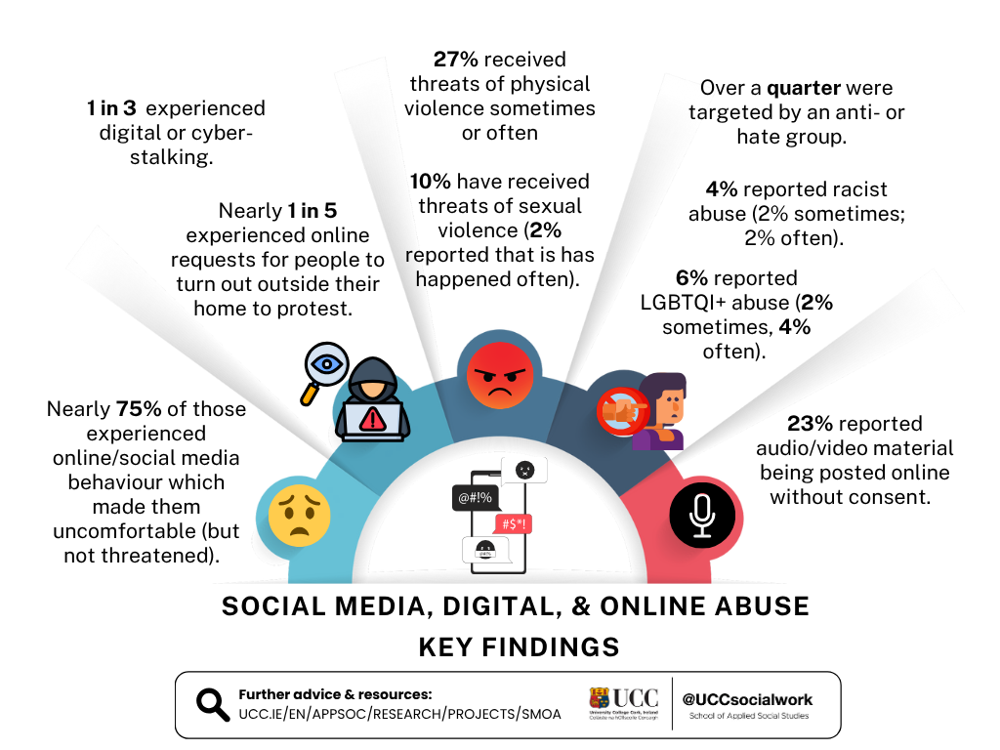 27% received
threats of physical
violence sometimes
or often
10% have received
threats of sexual
violence (2%
reported that is has
happened often).
1 in 3 experienced
digital or cyber-
stalking.
Nearly 1 in 5
experienced online
requests for people to
turn out outside their
home to protest.
Over a quarter were
targeted by an anti- or
hate group.
4% reported racist
abuse (2% sometimes;
2% often).
6% reported
LGBTQI+ abuse (2%
sometimes, 4%
often).
Nearly 75% of those
experienced
online/social media
behaviour which
made them
uncomfortable (but
not threatened).
23% reported
audio/video material
being posted online
without consent.
@#!%
#$*!
SOCIAL MEDIA, DIGITAL, & ONLINE ABUSE
KEY FINDINGS
Further advice & resources:
UCC.IE/EN/APPSOC/RESEARCH/PROJECTS/SMOA
UCC
University College Cork, Ireland
Coláiste na hOllscoile Corcaigh
@UCCsocialwork
School of Applied Social Studies